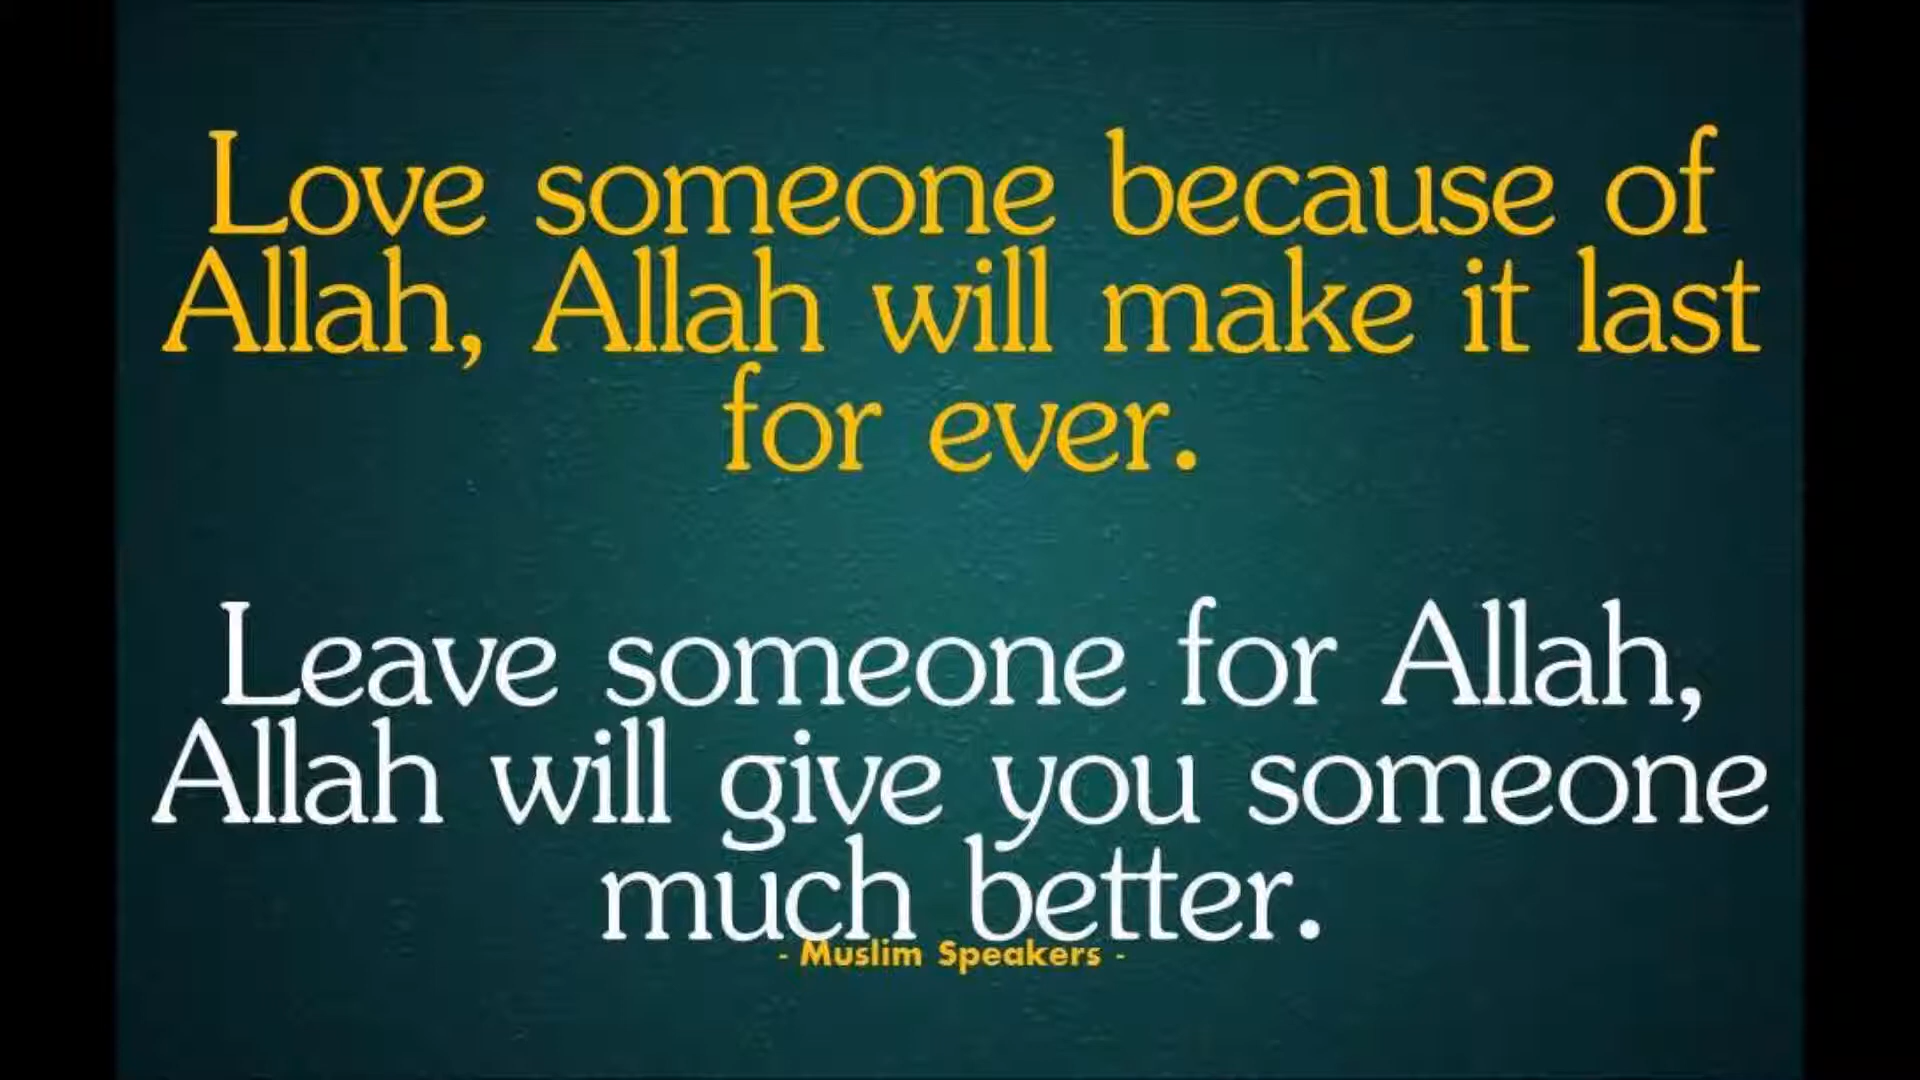 Love someone because of
Allah, Allah will make it last
for ever.
Leave someone for Allah,
Allah will give you someone
much better.
- Muslim Speakers -